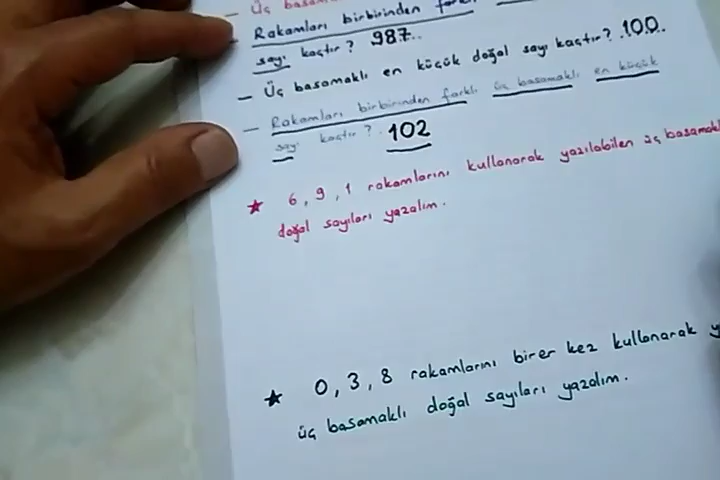 — Üç
Rakamları birbirinden farklı
sayı kaçtır? 987..
— Üç basamaklı en küçük doğal sayı kaçtır? .100.
— Rakamları birbirinden farklı üç basamaklı en küçük
sayı kaçtır?. 102
★ 6, 9, 1 rakamlarını kullanarak yazılabilen üç basamaklı
doğal sayıları yazalım.
★ 0, 3, 8 rakamlarını birer kez kullanarak
üç basamaklı doğal sayıları yazalım.